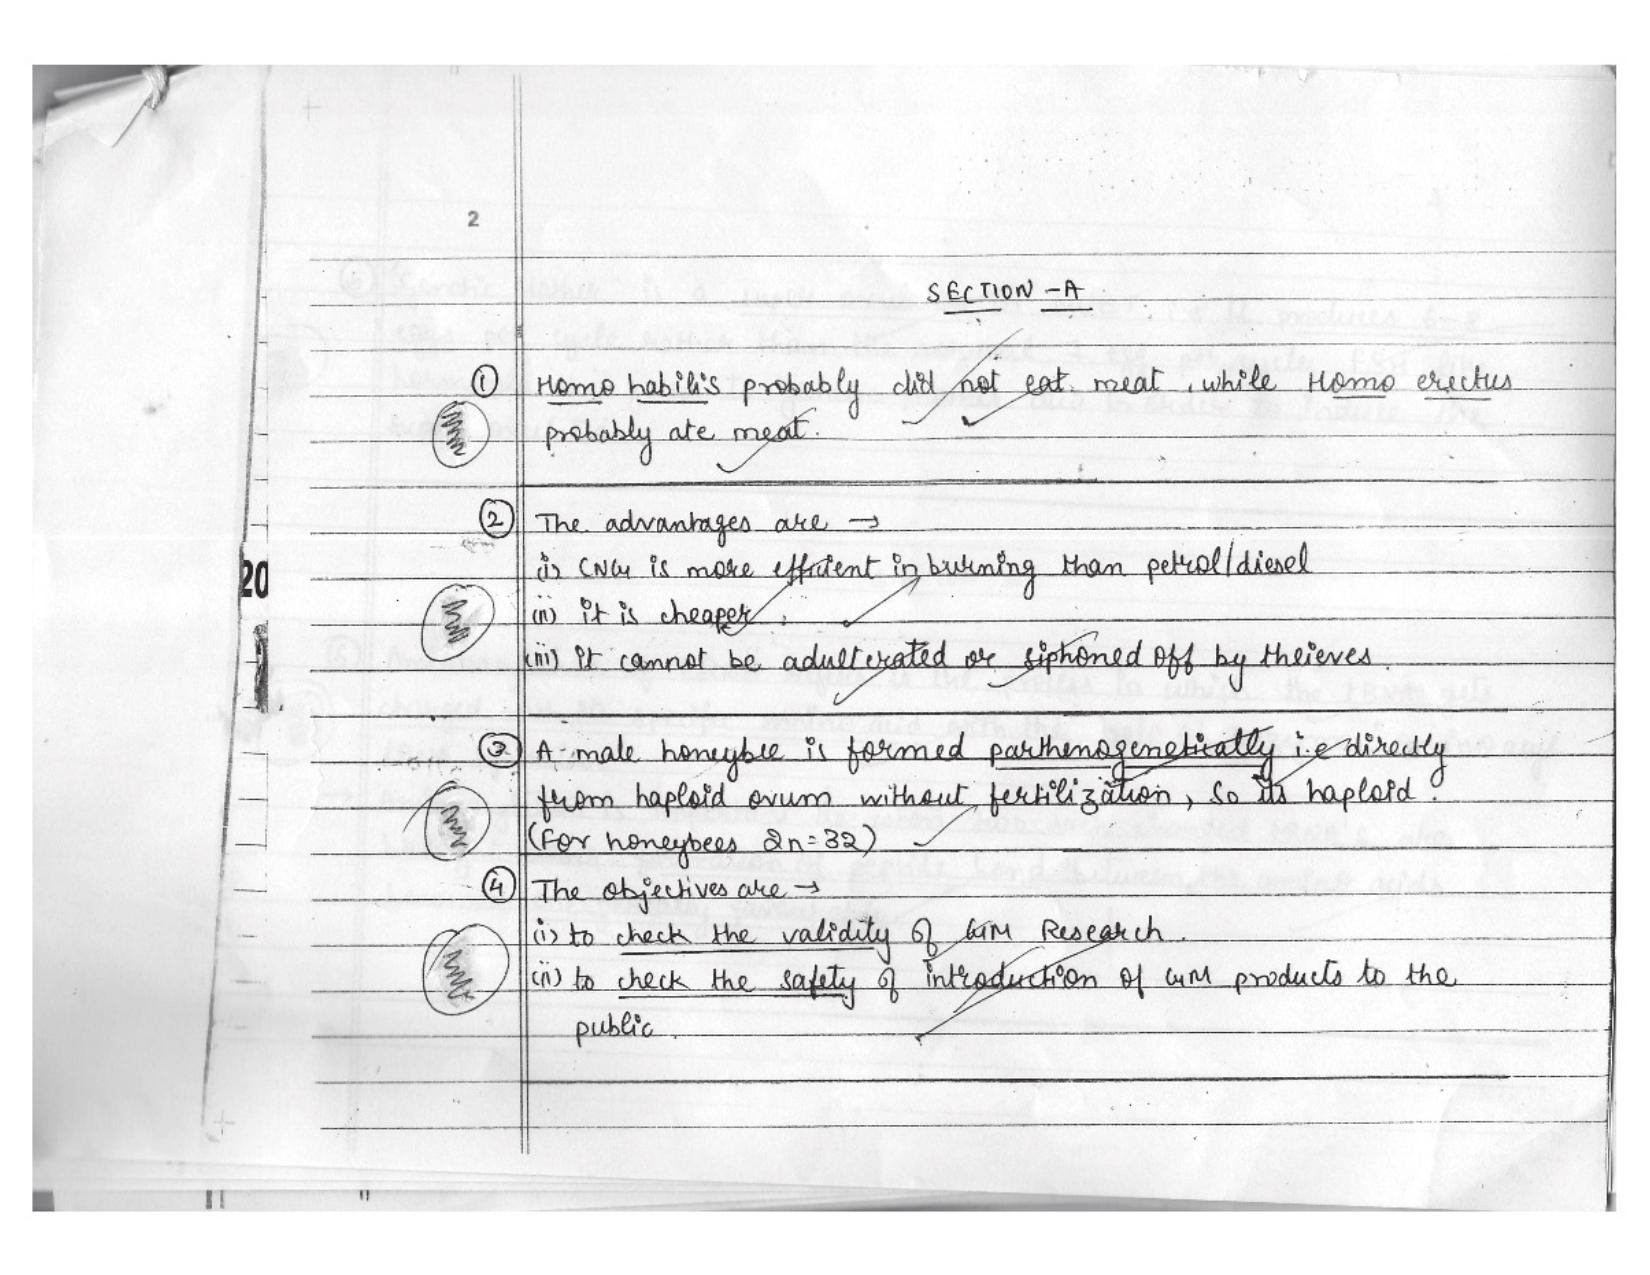 2
SECTION -A
① Homo habilis probably did not eat meat, while Homo erectus
probably ate meat.
② The advantages are →
(i) CNG is more efficient in burning than petrol/diesel
(ii) it is cheaper.
(iii) it cannot be adulterated or siphoned off by theieves.
20
③ A male honeybee is formed parthenogenetically i.e directly
from haploid ovum without fertilization, so its haploid.
(For honeybees 2n=32)
④ The objectives are →
(i) to check the validity of GM Research.
(ii) to check the safety of introduction of GM products to the
public.